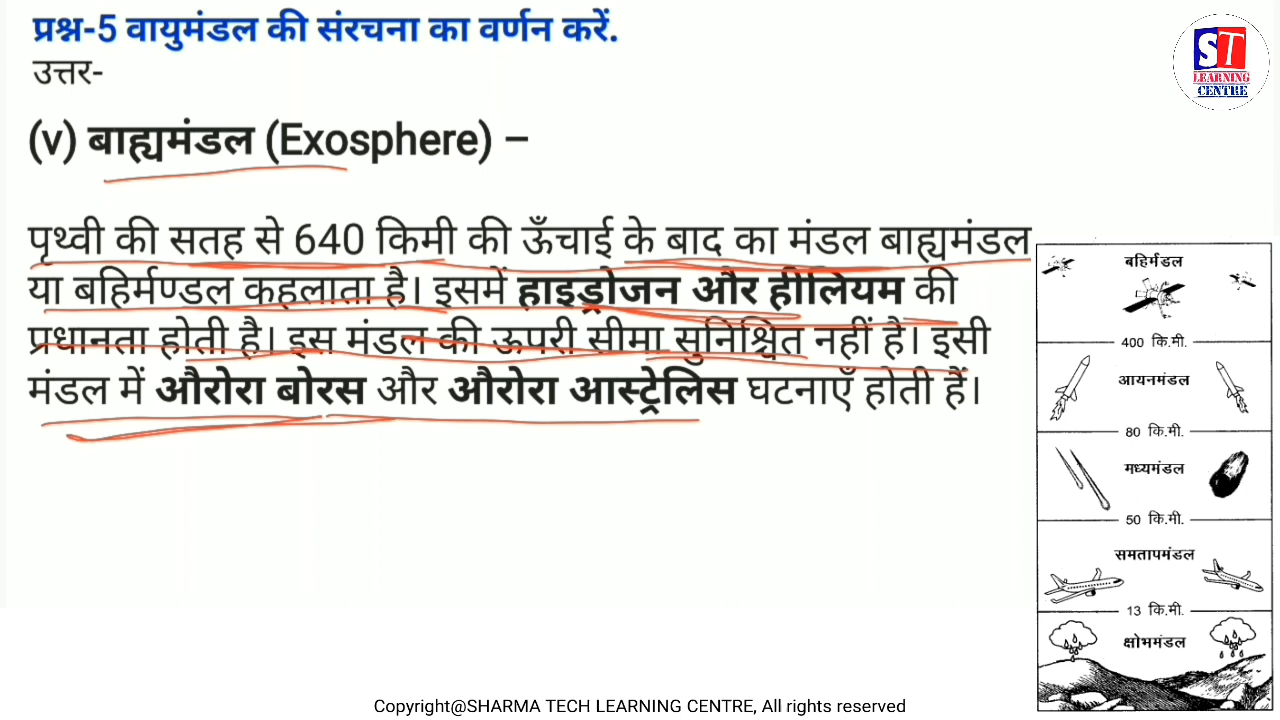 प्रश्न-5 वायुमंडल की संरचना का वर्णन करें.
उत्तर-
ST
LEARNING
CENTRE
(v) बाह्यमंडल (Exosphere) –
पृथ्वी की सतह से 640 किमी की ऊँचाई के बाद का मंडल बाह्यमंडल
या बहिर्मण्डल कहलाता है। इसमें हाइड्रोजन और हीलियम की
प्रधानता होती है। इस मंडल की ऊपरी सीमा सुनिश्चित नहीं है। इसी
मंडल में औरोरा बोरस और औरोरा आस्ट्रेलिस घटनाएँ होती हैं।
बहिर्मंडल
400 कि.मी.
आयनमंडल
80 कि.मी.
मध्यमंडल
50 कि.मी.
समतापमंडल
13 कि.मी.
क्षोभमंडल
Copyright@SHARMA TECH LEARNING CENTRE, All rights reserved